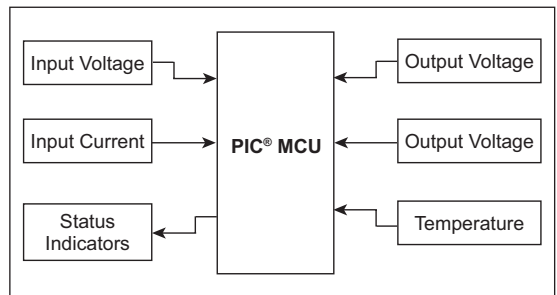 Input Voltage
Input Current
Status
Indicators
PIC® MCU
Output Voltage
Output Voltage
Temperature